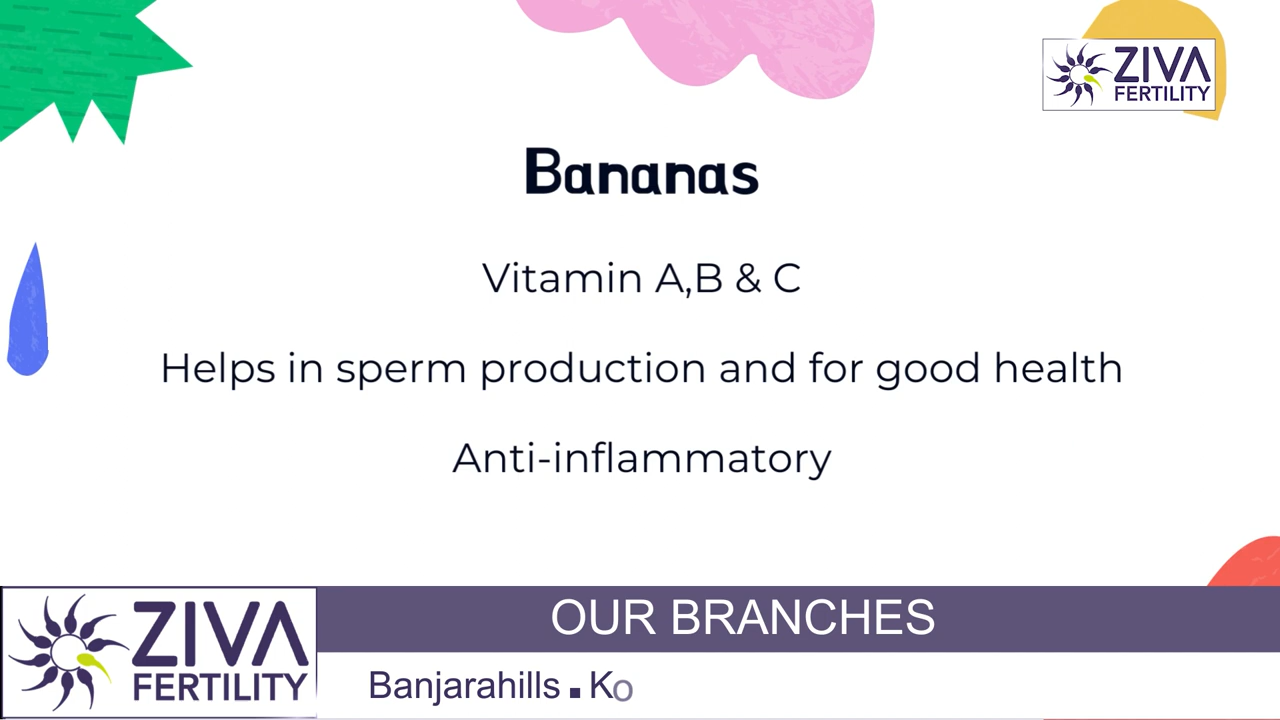 ZIVA
FERTILITY
Bananas
Vitamin A,B & C
Helps in sperm production and for good health
Anti-inflammatory
ZIVA
FERTILITY
OUR BRANCHES
Banjarahills ▪ Ko